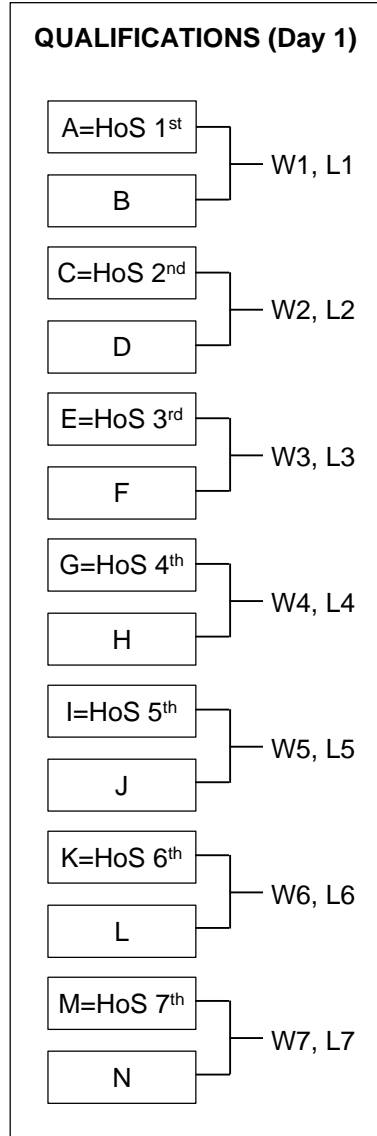 QUALIFICATIONS (Day 1)
A=HoS 1st
W1, L1
B
C=HoS 2nd
W2, L2
D
E=HoS 3rd
W3, L3
F
G=HoS 4th
W4, L4
H
I=HoS 5th
W5, L5
J
K=HoS 6th
W6, L6
L
M=HoS 7th
W7, L7
N